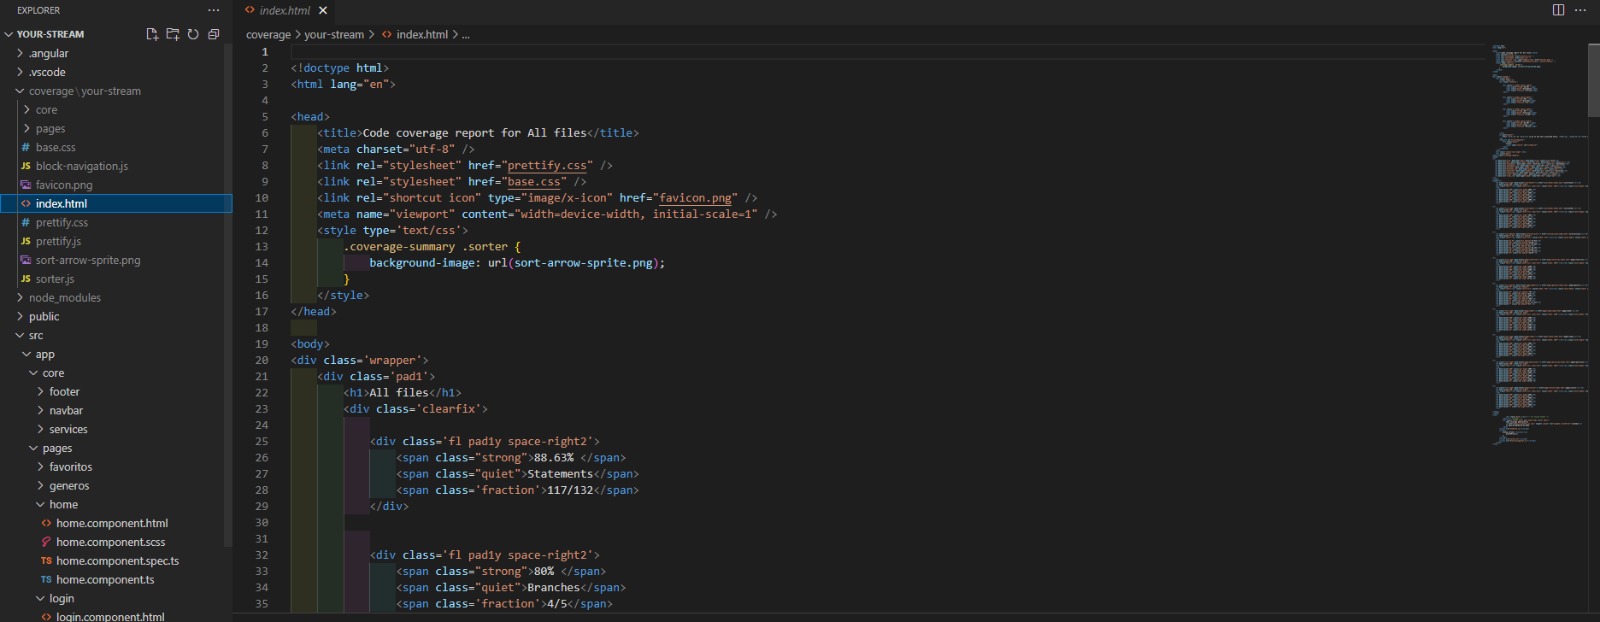 EXPLORER
...
YOUR-STREAM
.angular
.vscode
coverage\your-stream
core
pages
# base.css
JS block-navigation.js
favicon.png
<> index.html
# prettify.css
JS prettify.js
sort-arrow-sprite.png
JS sorter.js
node_modules
public
src
app
core
footer
navbar
services
pages
favoritos
generos
home
<> home.component.html
home.component.scss
TS home.component.spec.ts
TS home.component.ts
login
<> login.component.html
<> index.html
coverage > your-stream > <> index.html > ...
1
2 <!doctype html>
3 <html lang="en">
4
5 <head>
6 <title>Code coverage report for All files</title>
7 <meta charset="utf-8" />
8 <link rel="stylesheet" href="prettify.css" />
9 <link rel="stylesheet" href="base.css" />
10 <link rel="shortcut icon" type="image/x-icon" href="favicon.png" />
11 <meta name="viewport" content="width=device-width, initial-scale=1" />
12 <style type='text/css'>
13 .coverage-summary .sorter {
14 background-image: url(sort-arrow-sprite.png);
15 }
16 </style>
17 </head>
18
19 <body>
20 <div class='wrapper'>
21 <div class='pad1'>
22 <h1>All files</h1>
23 <div class='clearfix'>
24
25 <div class='fl pad1y space-right2'>
26 <span class="strong">88.63% </span>
27 <span class="quiet">Statements</span>
28 <span class='fraction'>117/132</span>
29 </div>
30
31
32 <div class='fl pad1y space-right2'>
33 <span class="strong">80% </span>
34 <span class="quiet">Branches</span>
35 <span class='fraction'>4/5</span>